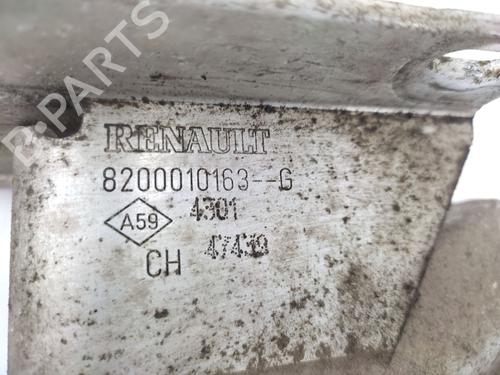 B-PARTS
RENAULT
8200010163--G
A59
4301
47439
CH